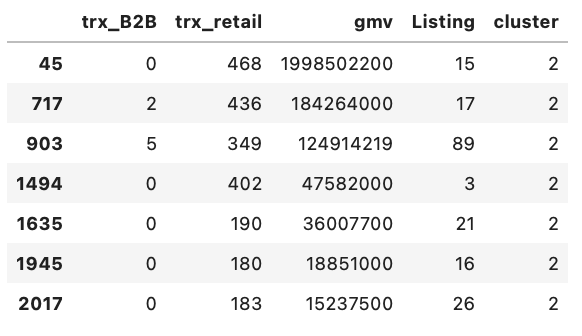 trx_B2B trx_retail gmv Listing cluster
45 0 468 1998502200 15 2
717 2 436 184264000 17 2
903 5 349 124914219 89 2
1494 0 402 47582000 3 2
1635 0 190 36007700 21 2
1945 0 180 18851000 16 2
2017 0 183 15237500 26 2